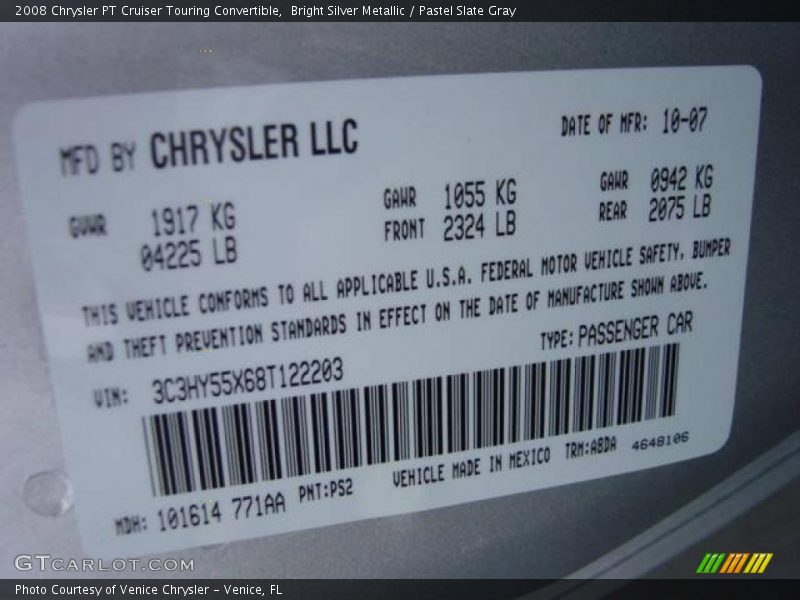 2008 Chrysler PT Cruiser Touring Convertible,  Bright Silver Metallic / Pastel Slate Gray
MFD BY CHRYSLER LLC
DATE OF MFR: 10-07
GVWR 1917 KG
04225 LB
GAWR 1055 KG
FRONT 2324 LB
GAWR 0942 KG
REAR 2075 LB
THIS VEHICLE CONFORMS TO ALL APPLICABLE U.S.A. FEDERAL MOTOR VEHICLE SAFETY, BUMPER
AND THEFT PREVENTION STANDARDS IN EFFECT ON THE DATE OF MANUFACTURE SHOWN ABOVE.
VIN: 3C3HY55X68T122203
TYPE: PASSENGER CAR
MDH: 101614 771AA PNT:PS2
VEHICLE MADE IN MEXICO TRM:A8DA 4648106
GTCARLOT.COM
Photo Courtesy of Venice Chrysler - Venice, FL